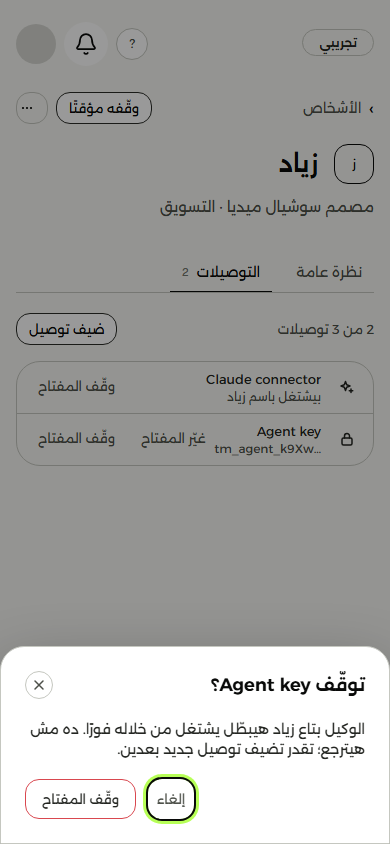 تجريبي
?
‹ الأشخاص
وقّفه مؤقتًا
...
ز
زياد
مصمم سوشيال ميديا · التسويق
نظرة عامة
التوصيلات 2
2 من 3 توصيلات
ضيف توصيل
Claude connector
بيشتغل باسم زياد
وقّف المفتاح
Agent key
tm_agent_k9Xw…
غيّر المفتاح
وقّف المفتاح
توقّف Agent key؟
الوكيل بتاع زياد هيبطّل يشتغل من خلاله فورًا. ده مش
هيترجع؛ تقدر تضيف توصيل جديد بعدين.
إلغاء
وقّف المفتاح